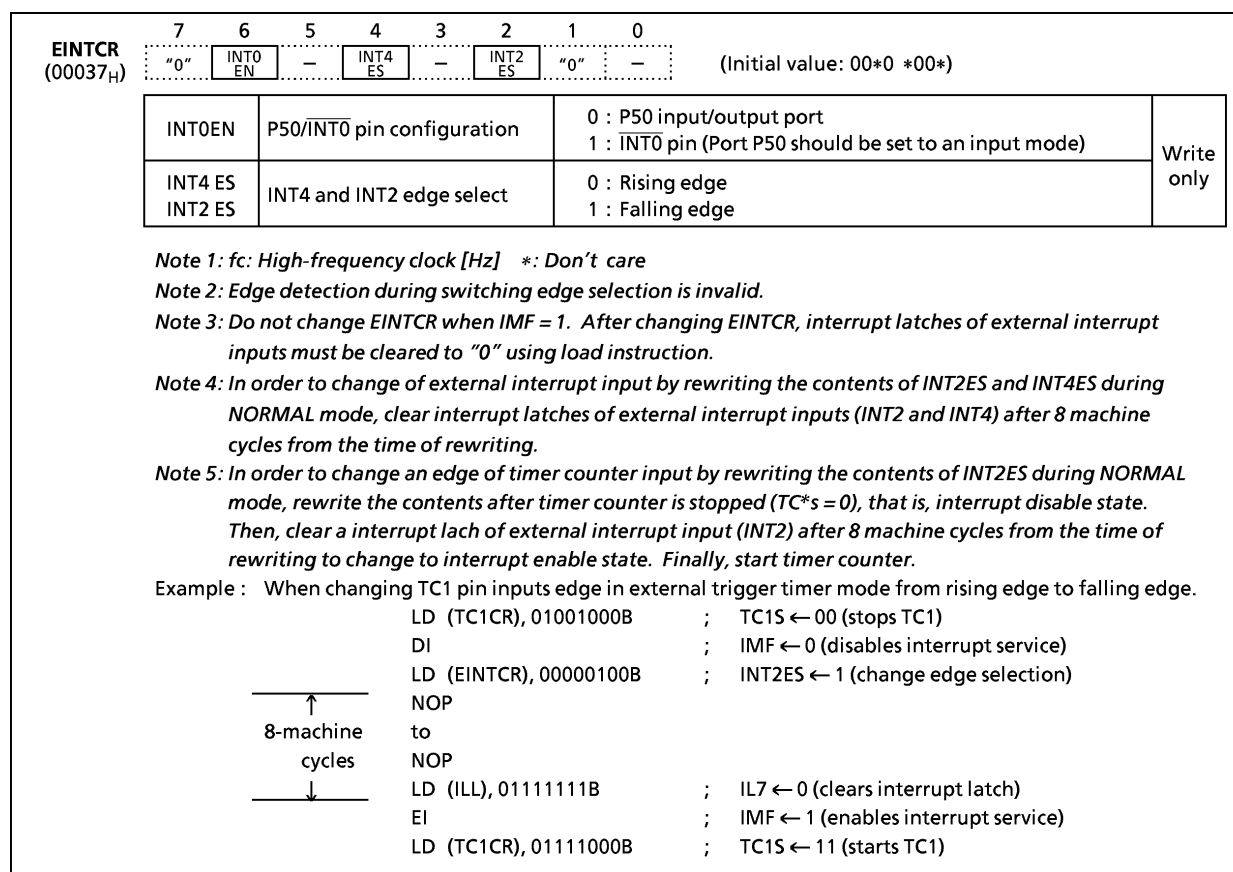 7 6 5 4 3 2 1 0
EINTCR
(00037H)
"0" INT0 EN – INT4 ES – INT2 ES "0" – (Initial value: 00*0 *00*)
INT0EN P50/INT0 pin configuration
0 : P50 input/output port
1 : INT0 pin (Port P50 should be set to an input mode)
Write only
INT4 ES
INT2 ES
INT4 and INT2 edge select
0 : Rising edge
1 : Falling edge
Note 1: fc: High-frequency clock [Hz] *: Don't care
Note 2: Edge detection during switching edge selection is invalid.
Note 3: Do not change EINTCR when IMF = 1. After changing EINTCR, interrupt latches of external interrupt
inputs must be cleared to "0" using load instruction.
Note 4: In order to change of external interrupt input by rewriting the contents of INT2ES and INT4ES during
NORMAL mode, clear interrupt latches of external interrupt inputs (INT2 and INT4) after 8 machine
cycles from the time of rewriting.
Note 5: In order to change an edge of timer counter input by rewriting the contents of INT2ES during NORMAL
mode, rewrite the contents after timer counter is stopped (TC*s = 0), that is, interrupt disable state.
Then, clear a interrupt lach of external interrupt input (INT2) after 8 machine cycles from the time of
rewriting to change to interrupt enable state. Finally, start timer counter.
Example : When changing TC1 pin inputs edge in external trigger timer mode from rising edge to falling edge.
LD (TC1CR), 01001000B ; TC1S ← 00 (stops TC1)
DI ; IMF ← 0 (disables interrupt service)
LD (EINTCR), 00000100B ; INT2ES ← 1 (change edge selection)
↑ NOP
8-machine to
cycles NOP
↓ LD (ILL), 01111111B ; IL7 ← 0 (clears interrupt latch)
EI ; IMF ← 1 (enables interrupt service)
LD (TC1CR), 01111000B ; TC1S ← 11 (starts TC1)